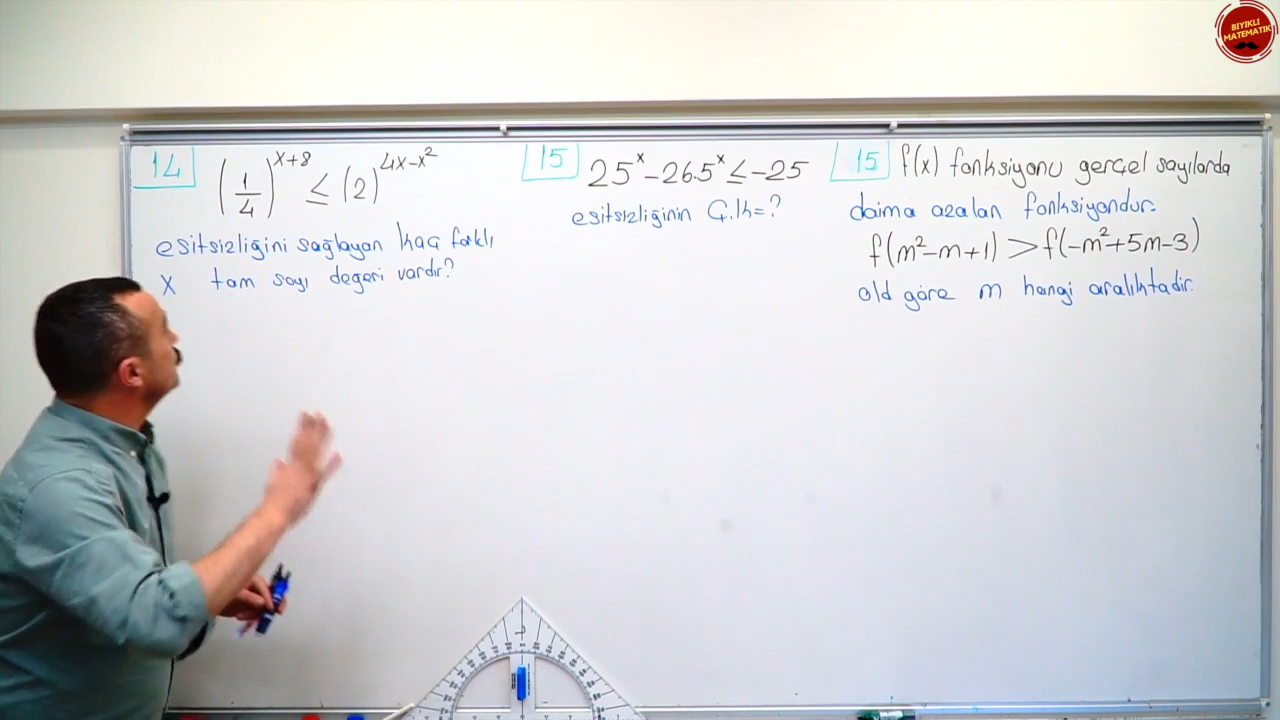 BIYIKLI
MATEMATİK
14 (1/4)^(x+8) ≤ (2)^(4x-x²)
eşitsizliğini sağlayan kaç farklı
x tam sayı değeri vardır?
15 25^x - 26.5^x ≤ -25
eşitsizliğinin Ç.K=?
15 f(x) fonksiyonu gerçel sayılarda
daima azalan fonksiyondur.
f(m²-m+1) > f(-m²+5m-3)
old göre m hangi aralıktadır.